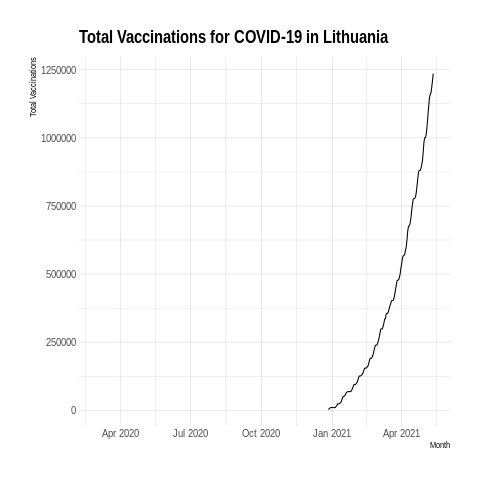 Total Vaccinations for COVID-19 in Lithuania
Total Vaccinations
1250000
1000000
750000
500000
250000
0
Apr 2020 Jul 2020 Oct 2020 Jan 2021 Apr 2021
Month